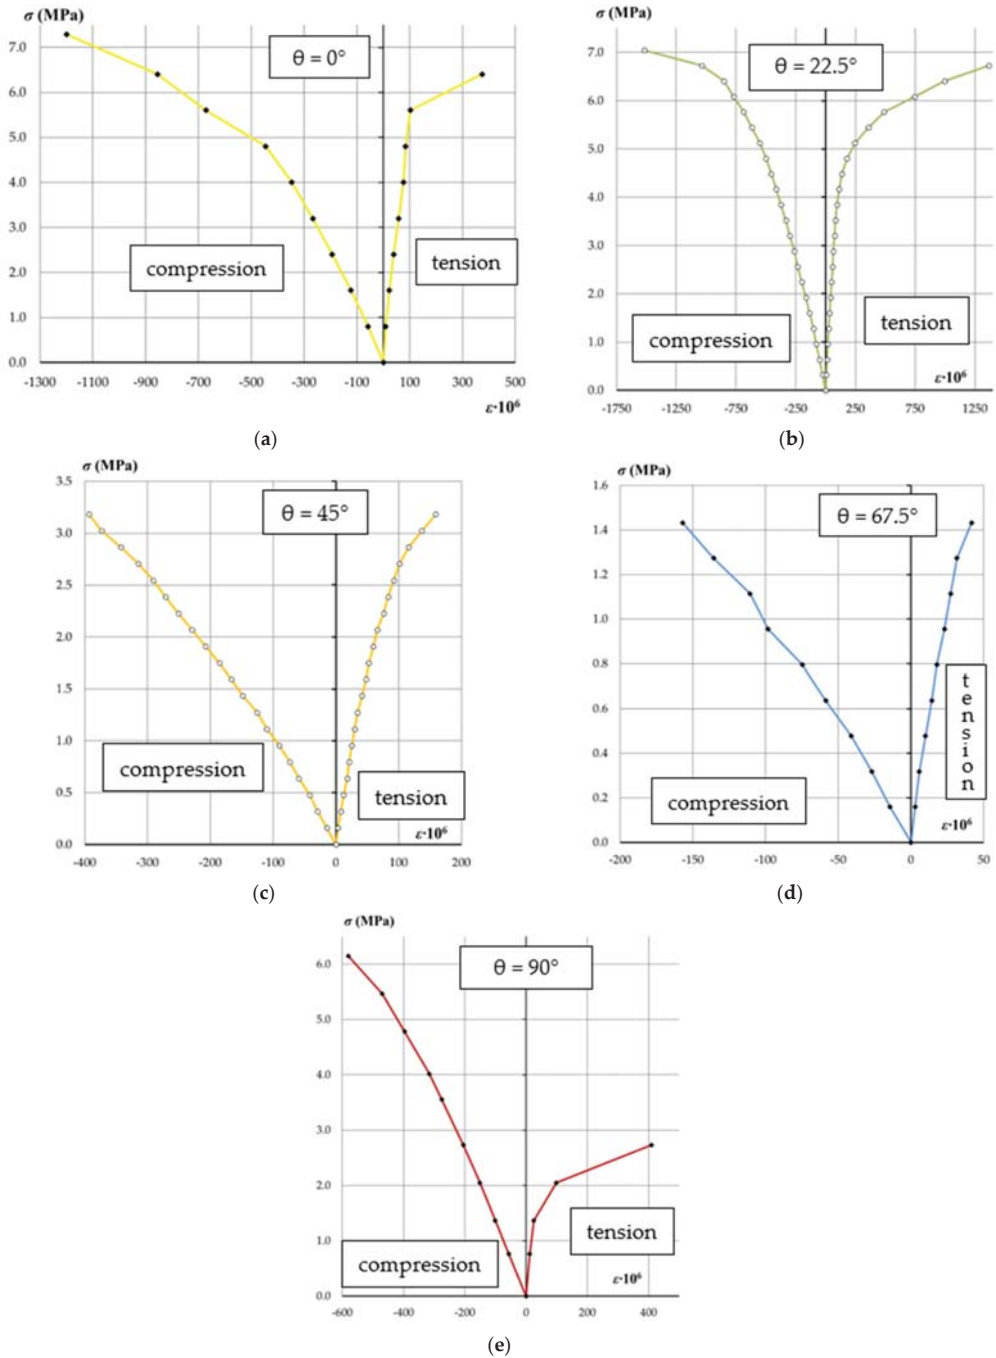 σ (MPa)
θ = 0°
7.0
6.0
5.0
4.0
3.0
2.0
1.0
0.0
compression
tension
-1300 -1100 -900 -700 -500 -300 -100 100 300 500
ε·10⁶
(a)
σ (MPa)
θ = 22.5°
7.0
6.0
5.0
4.0
3.0
2.0
1.0
0.0
compression
tension
ε·10⁶
-1750 -1250 -750 -250 250 750 1250
(b)
σ (MPa)
θ = 45°
3.5
3.0
2.5
2.0
1.5
1.0
0.5
0.0
compression
tension
ε·10⁶
-400 -300 -200 -100 0 100 200
(c)
σ (MPa)
θ = 67.5°
1.6
1.4
1.2
1.0
0.8
0.6
0.4
0.2
0.0
compression
tension
ε·10⁶
-200 -150 -100 -50 0 50
(d)
σ (MPa)
θ = 90°
6.0
5.0
4.0
3.0
2.0
1.0
0.0
compression
tension
ε·10⁶
-600 -400 -200 0 200 400
(e)